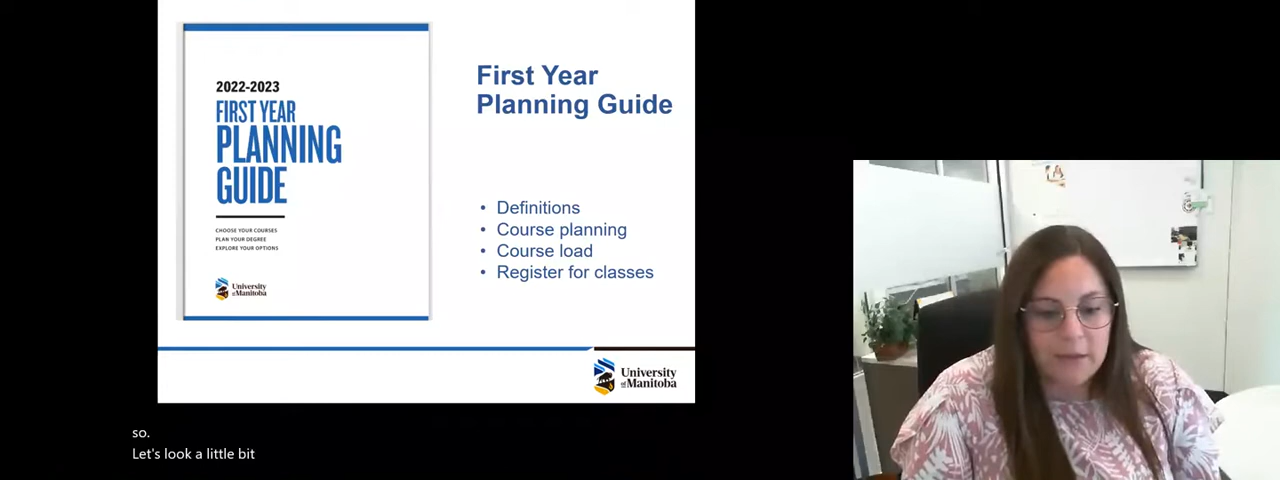 2022-2023
FIRST YEAR
PLANNING
GUIDE
CHOOSE YOUR COURSES
PLAN YOUR DEGREE
EXPLORE YOUR OPTIONS
University
of Manitoba
First Year
Planning Guide
• Definitions
• Course planning
• Course load
• Register for classes
University
of Manitoba
so.
Let's look a little bit